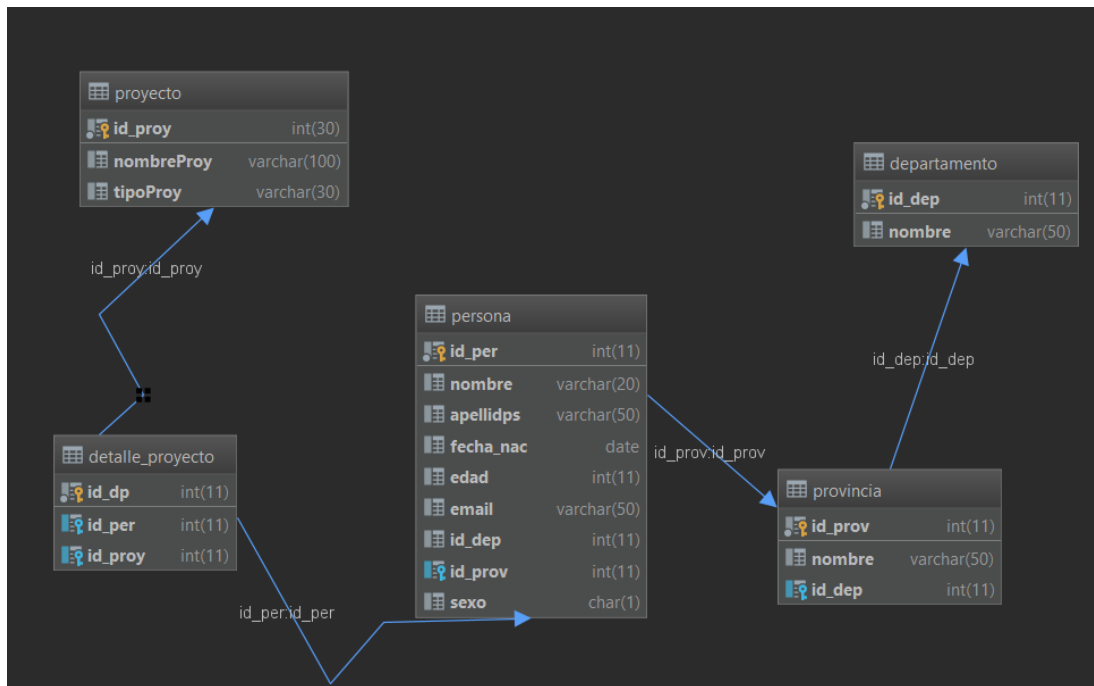 proyecto
id_proy int(30)
nombreProy varchar(100)
tipoProy varchar(30)
id_proy:id_proy
departamento
id_dep int(11)
nombre varchar(50)
id_dep:id_dep
persona
id_per int(11)
nombre varchar(20)
apellidps varchar(50)
fecha_nac date
edad int(11)
email varchar(50)
id_dep int(11)
id_prov int(11)
sexo char(1)
id_prov:id_prov
detalle_proyecto
id_dp int(11)
id_per int(11)
id_proy int(11)
id_per:id_per
provincia
id_prov int(11)
nombre varchar(50)
id_dep int(11)